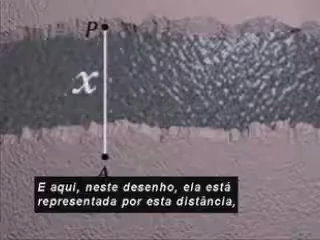 P
x
A
E aqui, neste desenho, ela está
representada por esta distância,